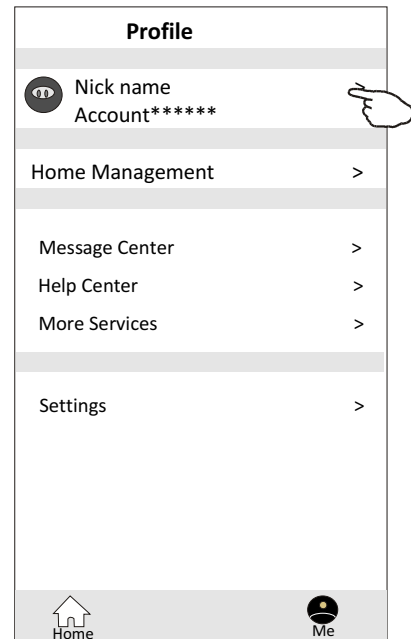 Profile
Nick name
Account******
Home Management >
Message Center >
Help Center >
More Services >
Settings >
Home Me